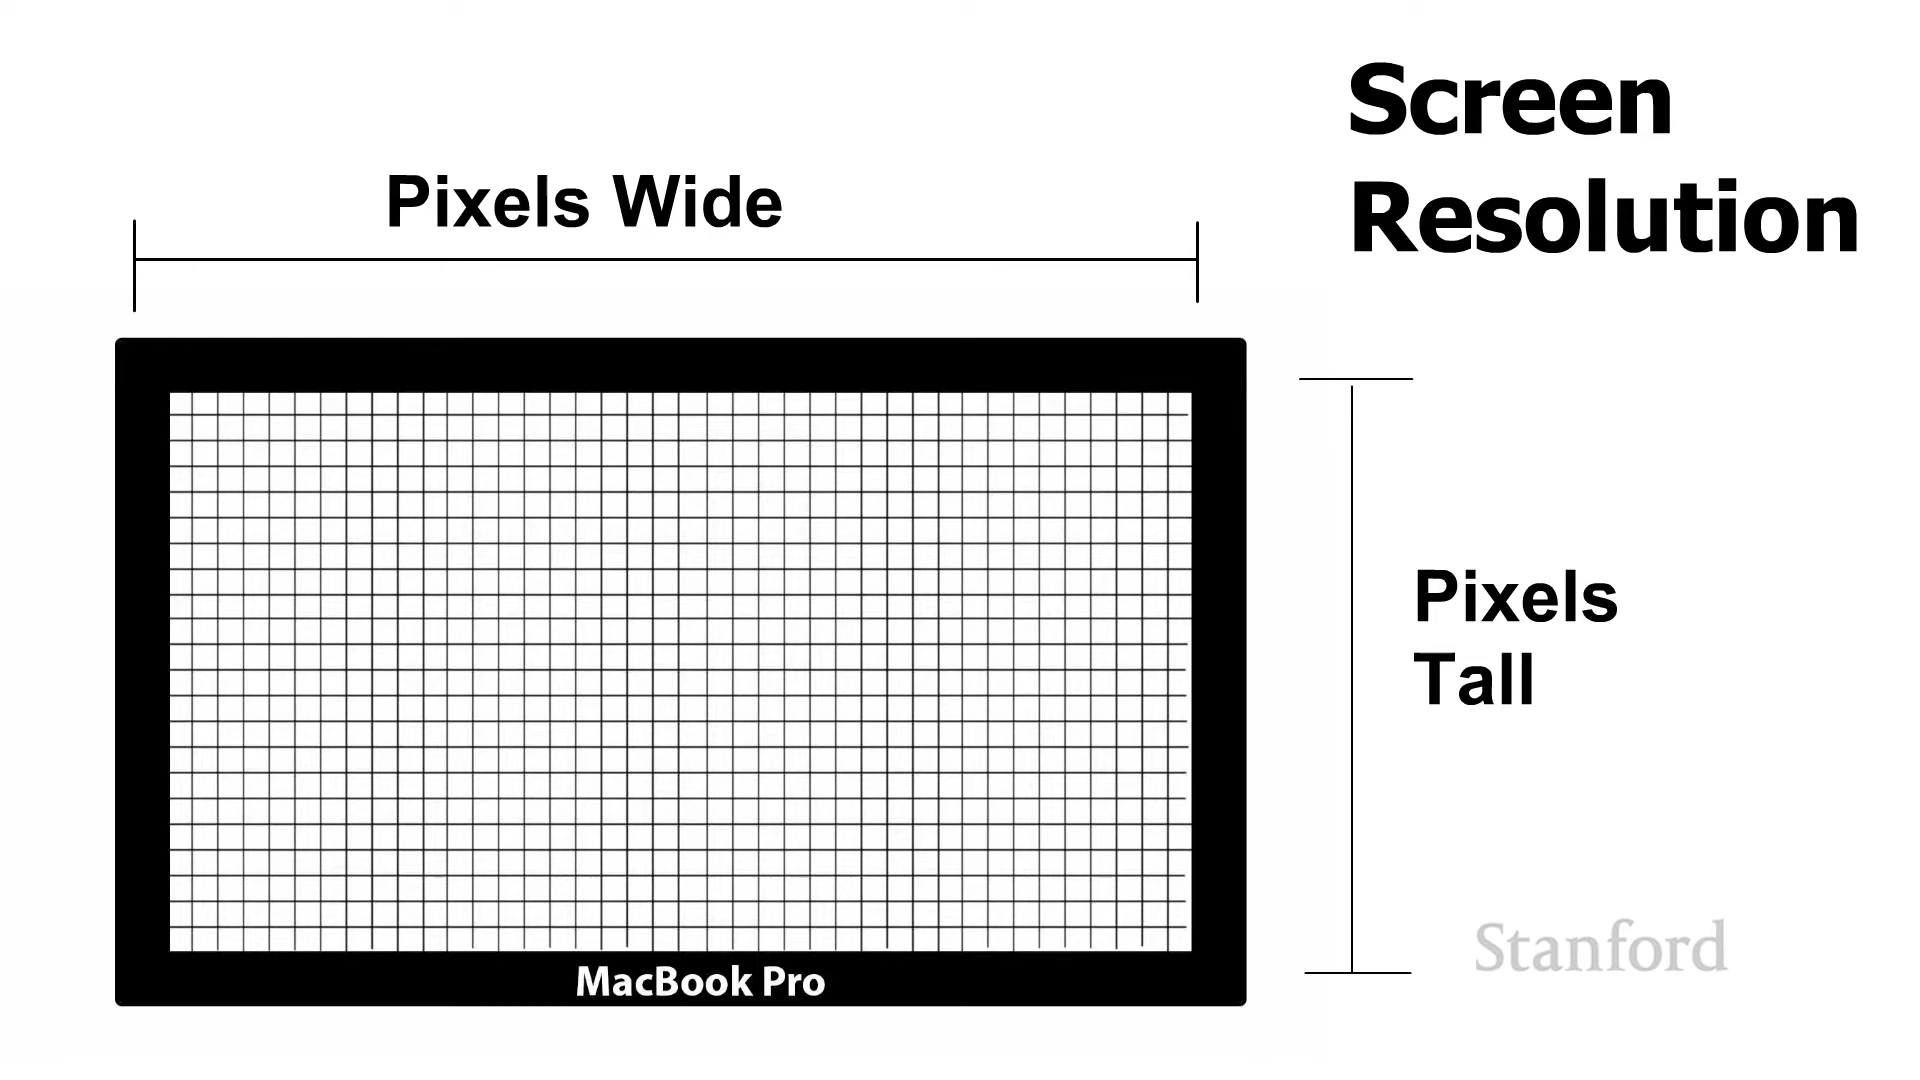 Screen
Resolution
Pixels Wide
Pixels
Tall
MacBook Pro
Stanford